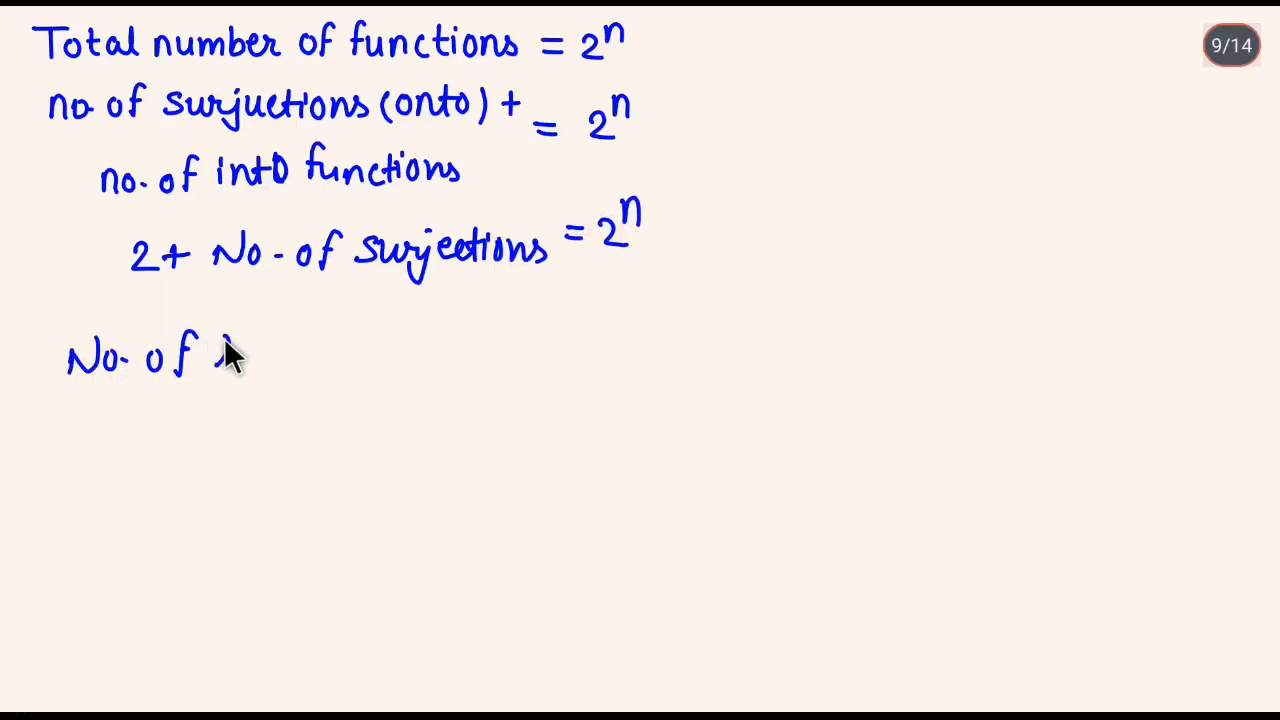 Total number of functions = 2^n
9/14
no. of surjuctions (onto) + = 2^n
no. of into functions
2 + No. of surjections = 2^n
No. of